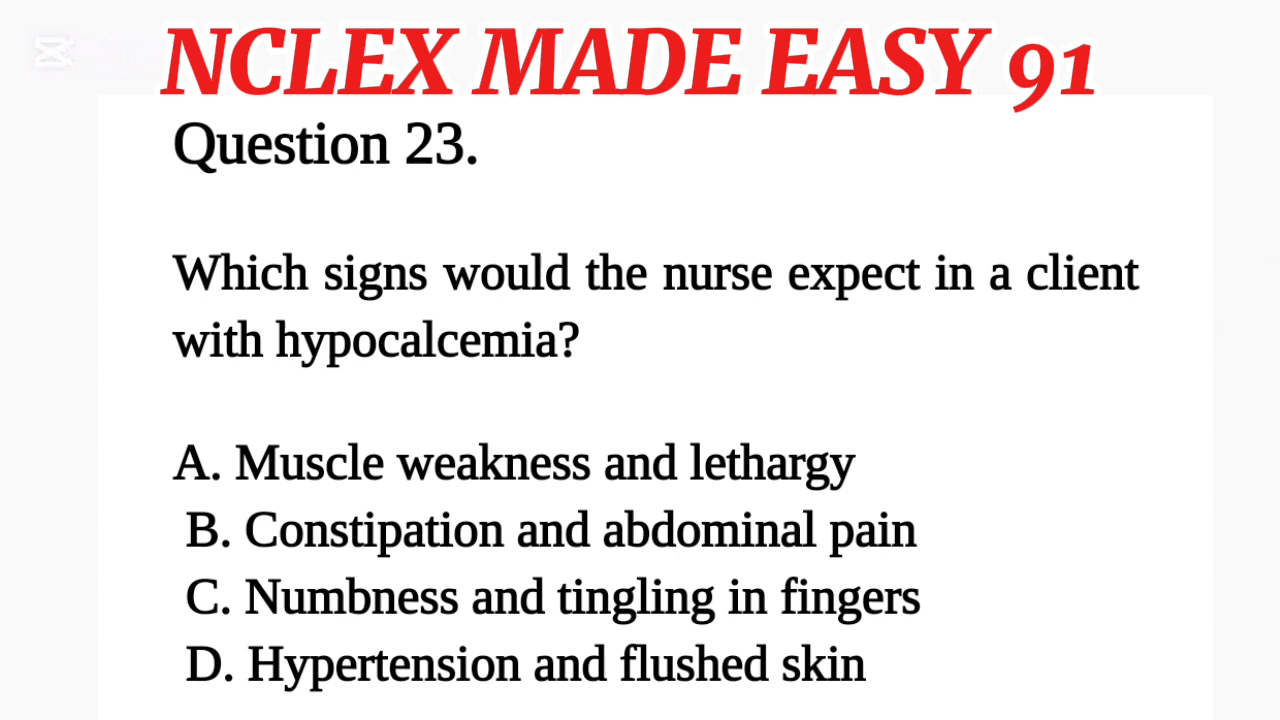 NCLEX MADE EASY 91
Question 23.
Which signs would the nurse expect in a client
with hypocalcemia?
A. Muscle weakness and lethargy
B. Constipation and abdominal pain
C. Numbness and tingling in fingers
D. Hypertension and flushed skin